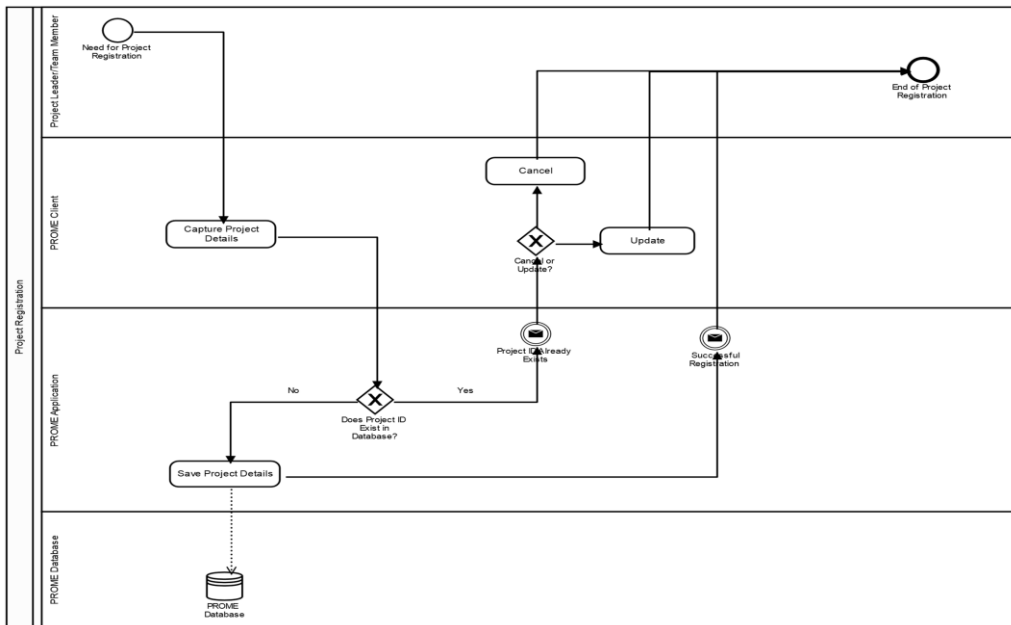 Project Registration
Project Leader/Team Member
Need for Project
Registration
End of Project
Registration
PROME Client
Cancel
Capture Project
Details
Cancel or
Update?
Update
PROME Application
Project ID Already
Exists
Successful
Registration
No
Yes
Does Project ID
Exist in
Database?
Save Project Details
PROME Database
PROME
Database